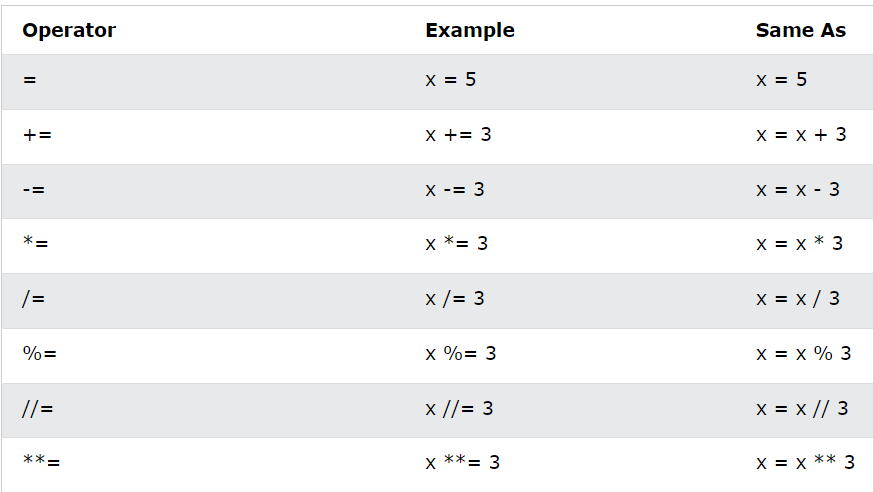 Operator Example Same As
= x = 5 x = 5
+= x += 3 x = x + 3
-= x -= 3 x = x - 3
*= x *= 3 x = x * 3
/= x /= 3 x = x / 3
%= x %= 3 x = x % 3
//= x //= 3 x = x // 3
**= x **= 3 x = x ** 3